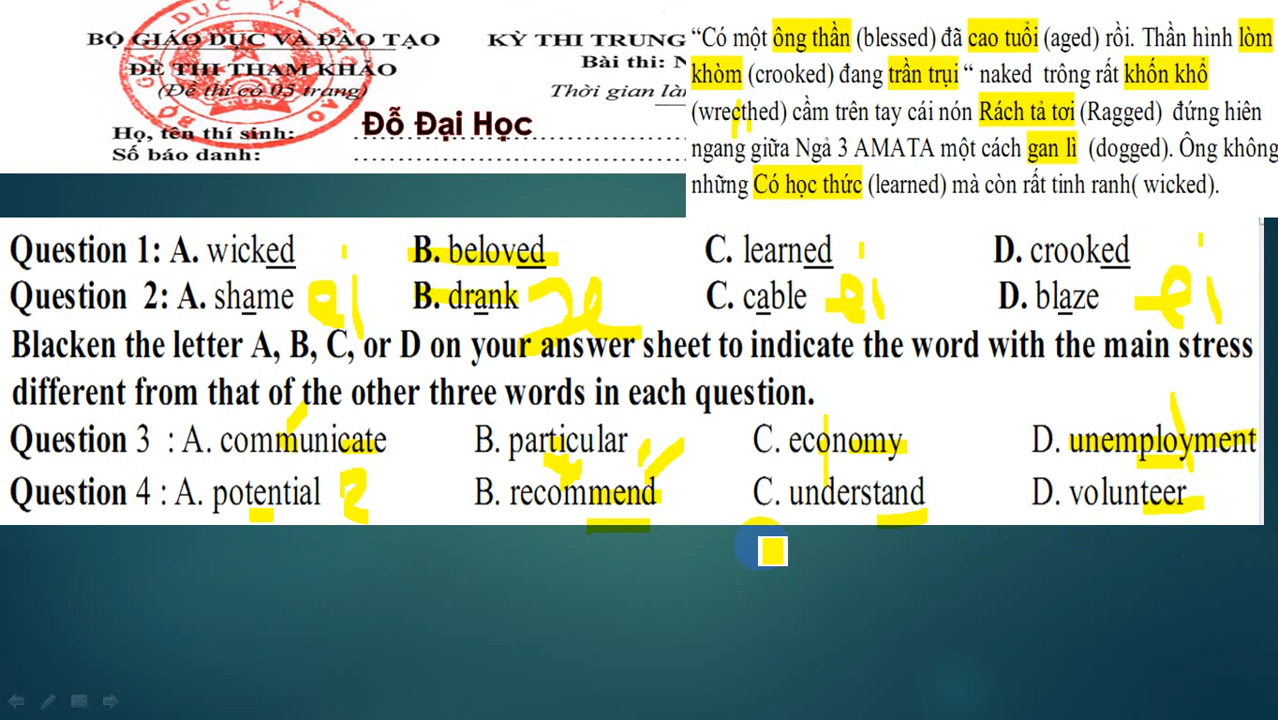 BỘ GIÁO DỤC VÀ ĐÀO TẠO
ĐỀ THI THAM KHẢO
(Đề thi có 05 trang)
KỲ THI TRUNG
Bài thi: N
Thời gian làn
Đỗ Đại Học
Họ, tên thí sinh:
Số báo danh:
“Có một ông thần (blessed) đã cao tuổi (aged) rồi. Thần hình lòm
khòm (crooked) đang trần trụi “ naked trông rất khốn khổ
(wrecthed) cầm trên tay cái nón Rách tả tơi (Ragged) đứng hiên
ngang giữa Ngả 3 AMATA một cách gan lì (dogged). Ông không
những Có học thức (learned) mà còn rất tinh ranh( wicked).
Question 1: A. wicked B. beloved C. learned D. crooked
Question 2: A. shame B. drank C. cable D. blaze
ei æ ei ei
Blacken the letter A, B, C, or D on your answer sheet to indicate the word with the main stress
different from that of the other three words in each question.
Question 3 : A. communicate B. particular C. economy D. unemployment
Question 4 : A. potential B. recommend C. understand D. volunteer
2